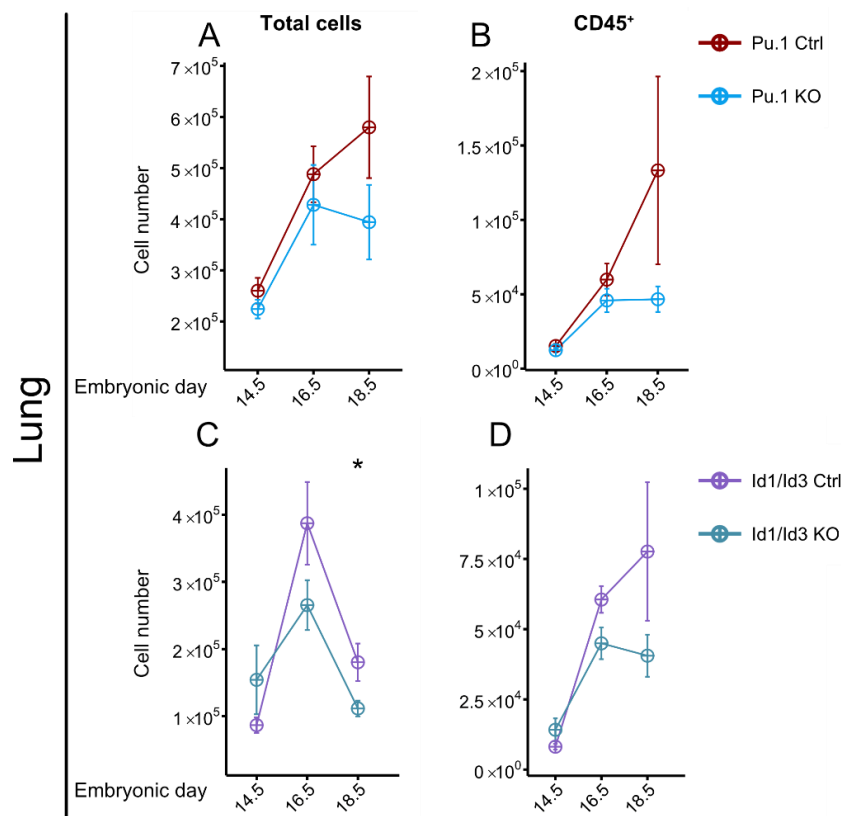 Lung
A
Total cells
B
CD45⁺
Pu.1 Ctrl
Pu.1 KO
Cell number
7 ×10⁵
6 ×10⁵
5 ×10⁵
4 ×10⁵
3 ×10⁵
2 ×10⁵
2 ×10⁵
1.5 ×10⁵
1 ×10⁵
5 ×10⁴
0 ×10⁰
Embryonic day
14.5
16.5
18.5
14.5
16.5
18.5
C
*
D
Id1/Id3 Ctrl
Id1/Id3 KO
Cell number
4 ×10⁵
3 ×10⁵
2 ×10⁵
1 ×10⁵
1 ×10⁵
7.5 ×10⁴
5 ×10⁴
2.5 ×10⁴
0 ×10⁰
Embryonic day
14.5
16.5
18.5
14.5
16.5
18.5